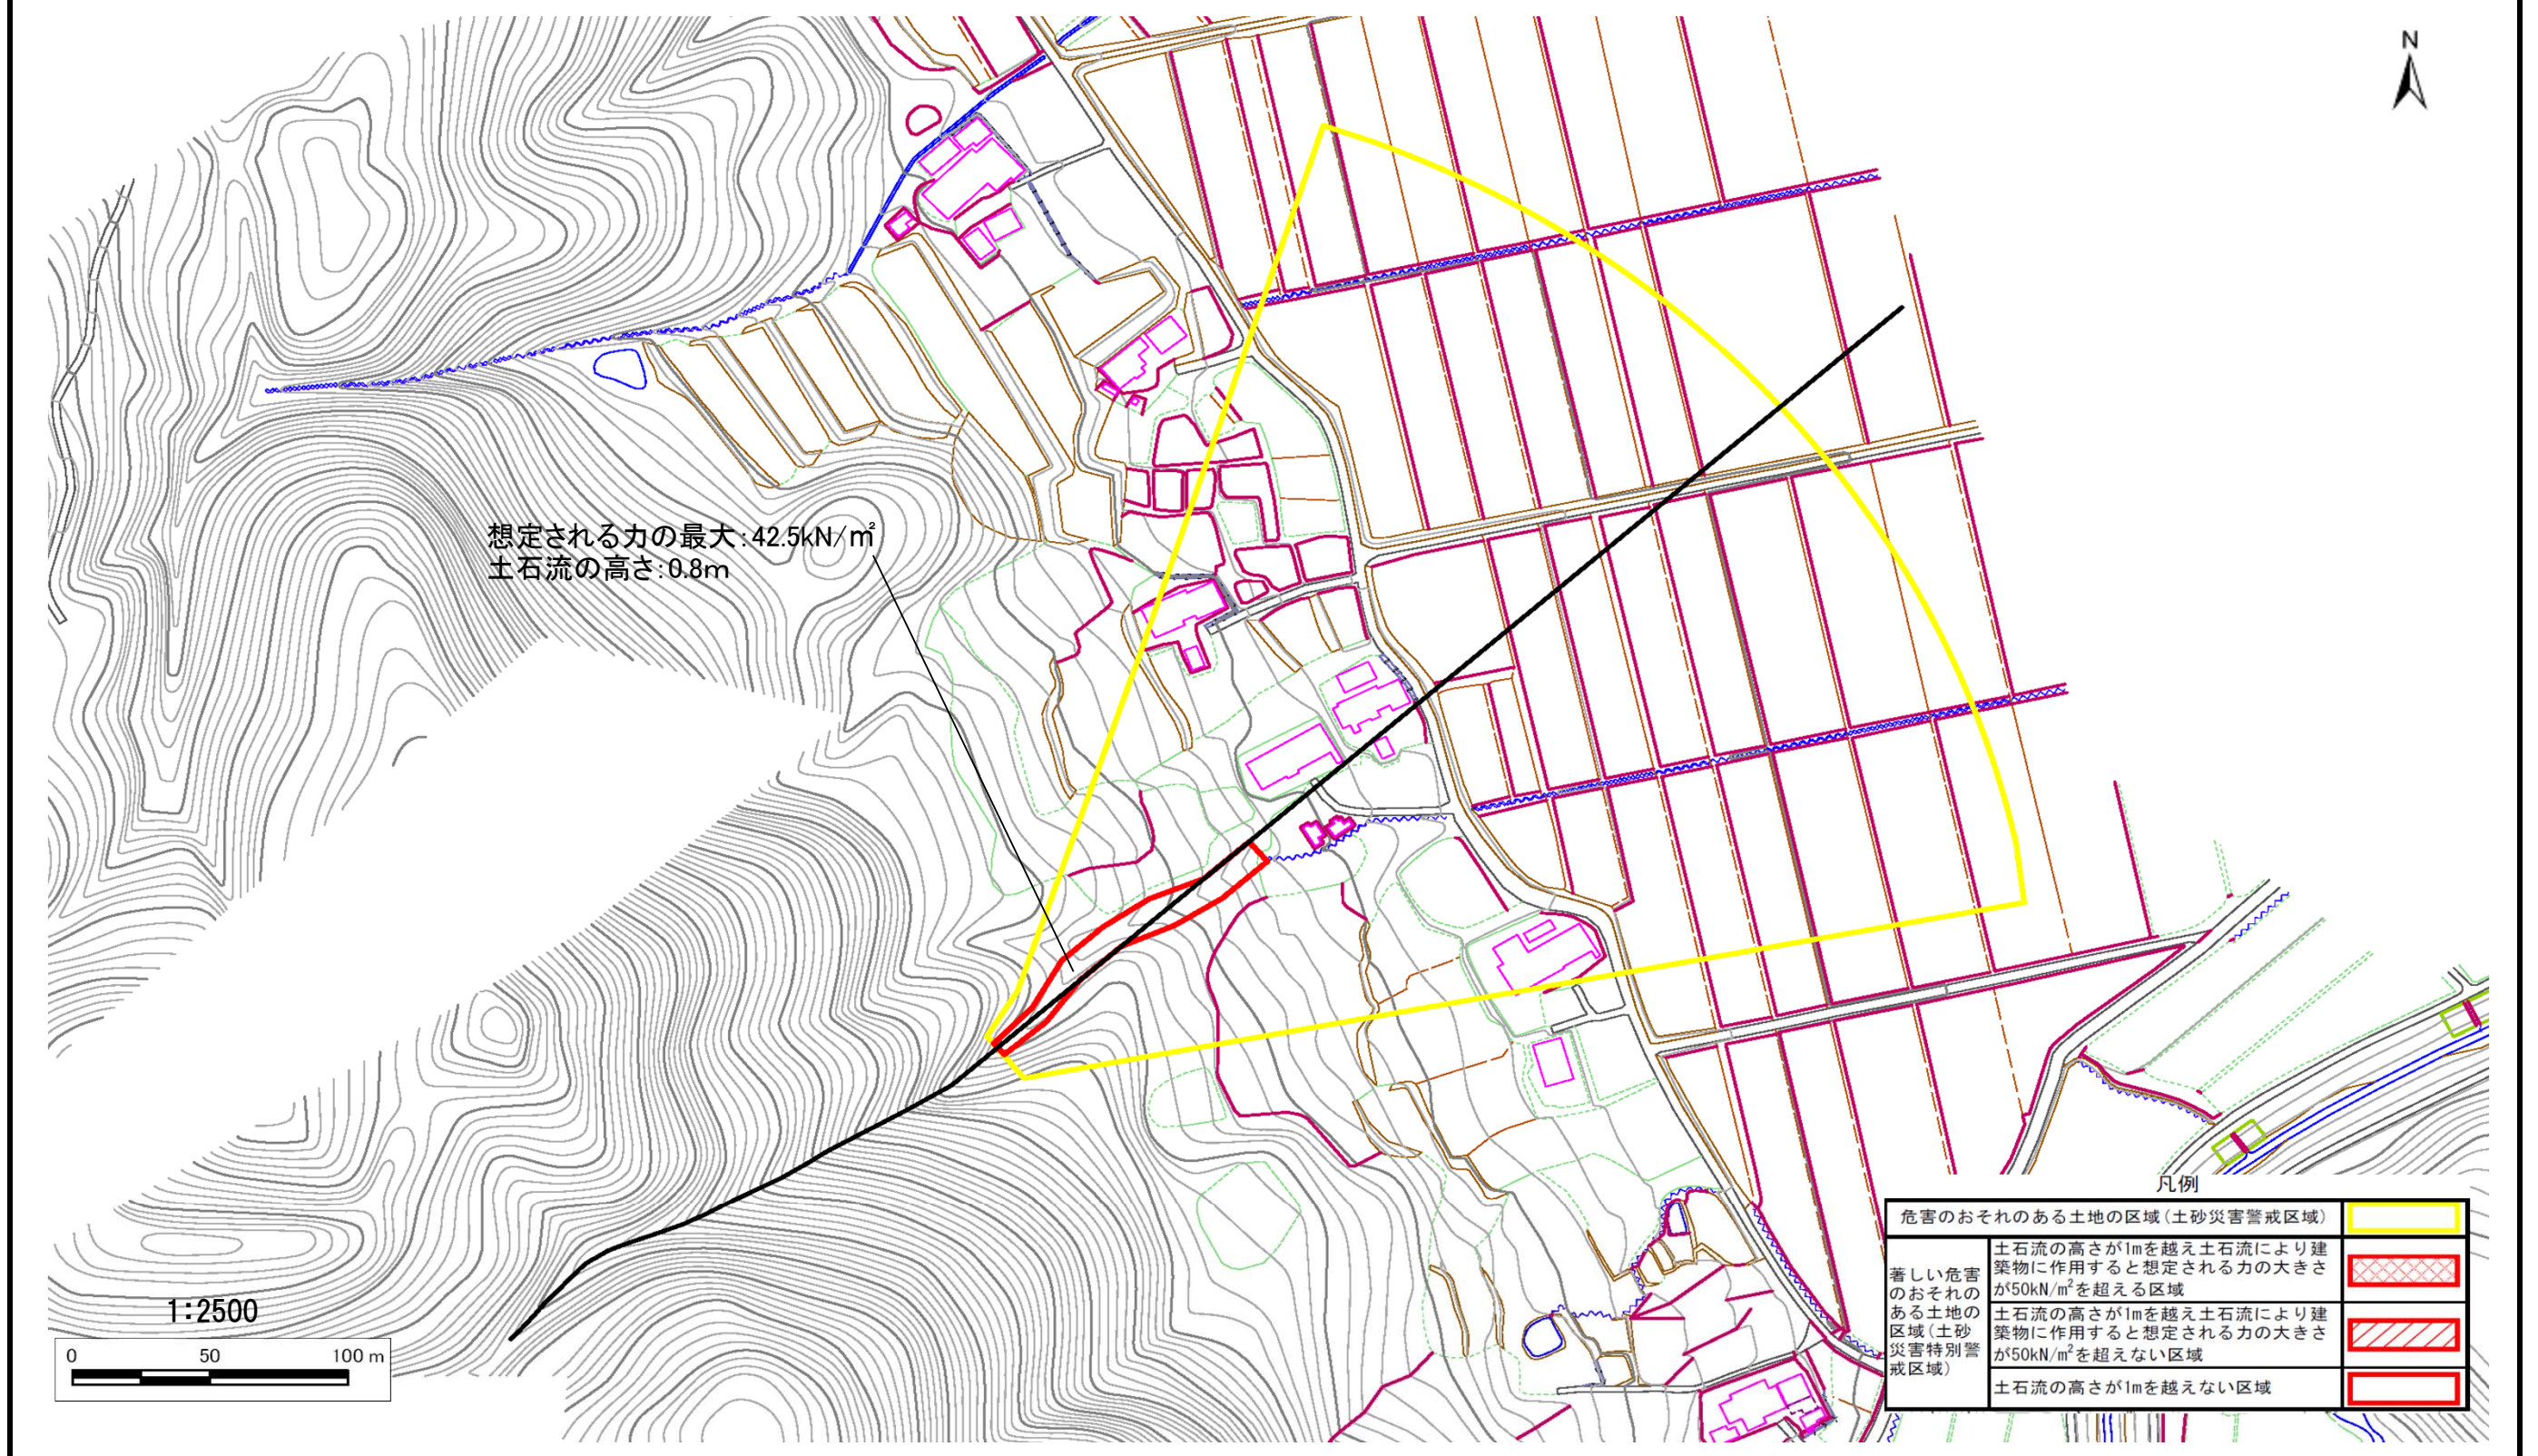 N
想定される力の最大:42.5kN/㎡
土石流の高さ:0.8m
凡例
危害のおそれのある土地の区域(土砂災害警戒区域)
著しい危害
のおそれの
ある土地の
区域(土砂
災害特別警
戒区域)
土石流の高さが1mを越え土石流により建
築物に作用すると想定される力の大きさ
が50kN/㎡を超える区域
土石流の高さが1mを越え土石流により建
築物に作用すると想定される力の大きさ
が50kN/㎡を超えない区域
土石流の高さが1mを越えない区域
1:2500
0 50 100 m